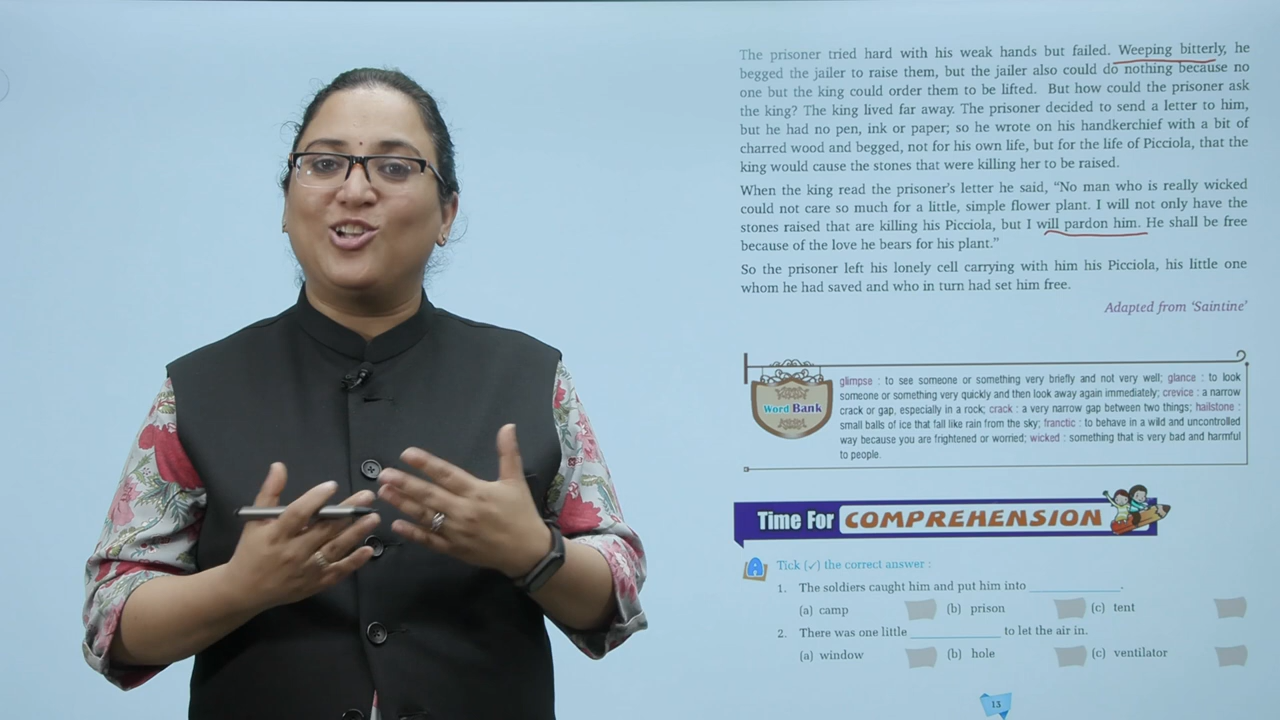 The prisoner tried hard with his weak hands but failed. Weeping bitterly, he
begged the jailer to raise them, but the jailer also could do nothing because no
one but the king could order them to be lifted. But how could the prisoner ask
the king? The king lived far away. The prisoner decided to send a letter to him,
but he had no pen, ink or paper; so he wrote on his handkerchief with a bit of
charred wood and begged, not for his own life, but for the life of Picciola, that the
king would cause the stones that were killing her to be raised.
When the king read the prisoner's letter he said, “No man who is really wicked
could not care so much for a little, simple flower plant. I will not only have the
stones raised that are killing his Picciola, but I will pardon him. He shall be free
because of the love he bears for his plant.”
So the prisoner left his lonely cell carrying with him his Picciola, his little one
whom he had saved and who in turn had set him free.
Adapted from ‘Saintine’
Word Bank
glimpse : to see someone or something very briefly and not very well; glance : to look
someone or something very quickly and then look away again immediately; crevice : a narrow
crack or gap, especially in a rock; crack : a very narrow gap between two things; hailstone :
small balls of ice that fall like rain from the sky; franctic : to behave in a wild and uncontrolled
way because you are frightened or worried; wicked : something that is very bad and harmful
to people.
Time For COMPREHENSION
A Tick (✓) the correct answer :
1. The soldiers caught him and put him into ____________.
(a) camp (b) prison (c) tent
2. There was one little ____________ to let the air in.
(a) window (b) hole (c) ventilator
13